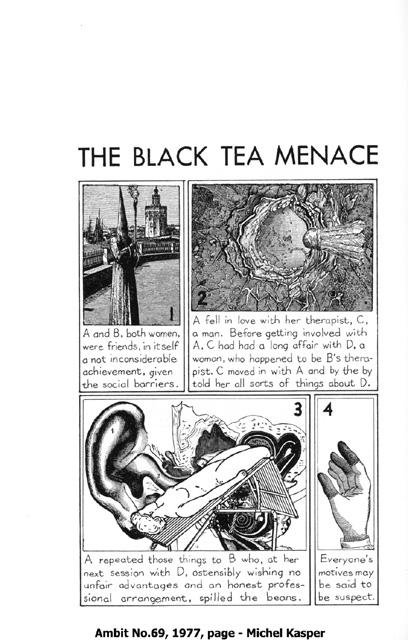 THE BLACK TEA MENACE
1
A and B, both women,
were friends, in itself
a not inconsiderable
achievement, given
the social barriers.
2
A fell in love with her therapist, C,
a man. Before getting involved with
A, C had had a long affair with D, a
woman, who happened to be B's thera-
pist. C moved in with A and by the by
told her all sorts of things about D.
3
A repeated those things to B who, at her
next session with D, ostensibly wishing no
unfair advantages and an honest profes-
sional arrangement, spilled the beans.
4
Everyone's
motives may
be said to
be suspect.
Ambit No.69, 1977, page - Michel Kasper